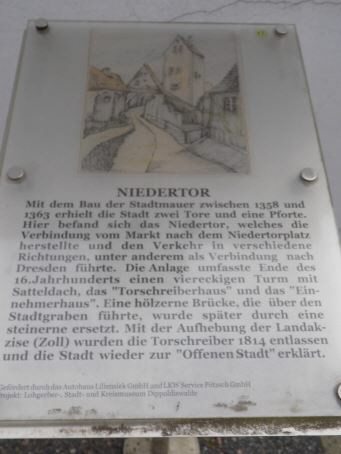 NIEDERTOR
Mit dem Bau der Stadtmauer zwischen 1358 und
1363 erhielt die Stadt zwei Tore und eine Pforte.
Hier befand sich das Niedertor, welches die
Verbindung vom Markt nach dem Niedertorplatz
herstellte und den Verkehr in verschiedene
Richtungen, unter anderem als Verbindung nach
Dresden führte. Die Anlage umfasste Ende des
16.Jahrhunderts einen viereckigen Turm mit
Satteldach, das "Torschreiberhaus" und das "Ein-
nehmerhaus". Eine hölzerne Brücke, die über den
Stadtgraben führte, wurde später durch eine
steinerne ersetzt. Mit der Aufhebung der Landak-
zise (Zoll) wurden die Torschreiber 1814 entlassen
und die Stadt wieder zur "Offenen Stadt" erklärt.
Gefördert durch das Autohaus Liliensiek GmbH und LKW Service Pötzsch GmbH
Projekt: Lohgerber-, Stadt- und Kreismuseum Dippoldiswalde